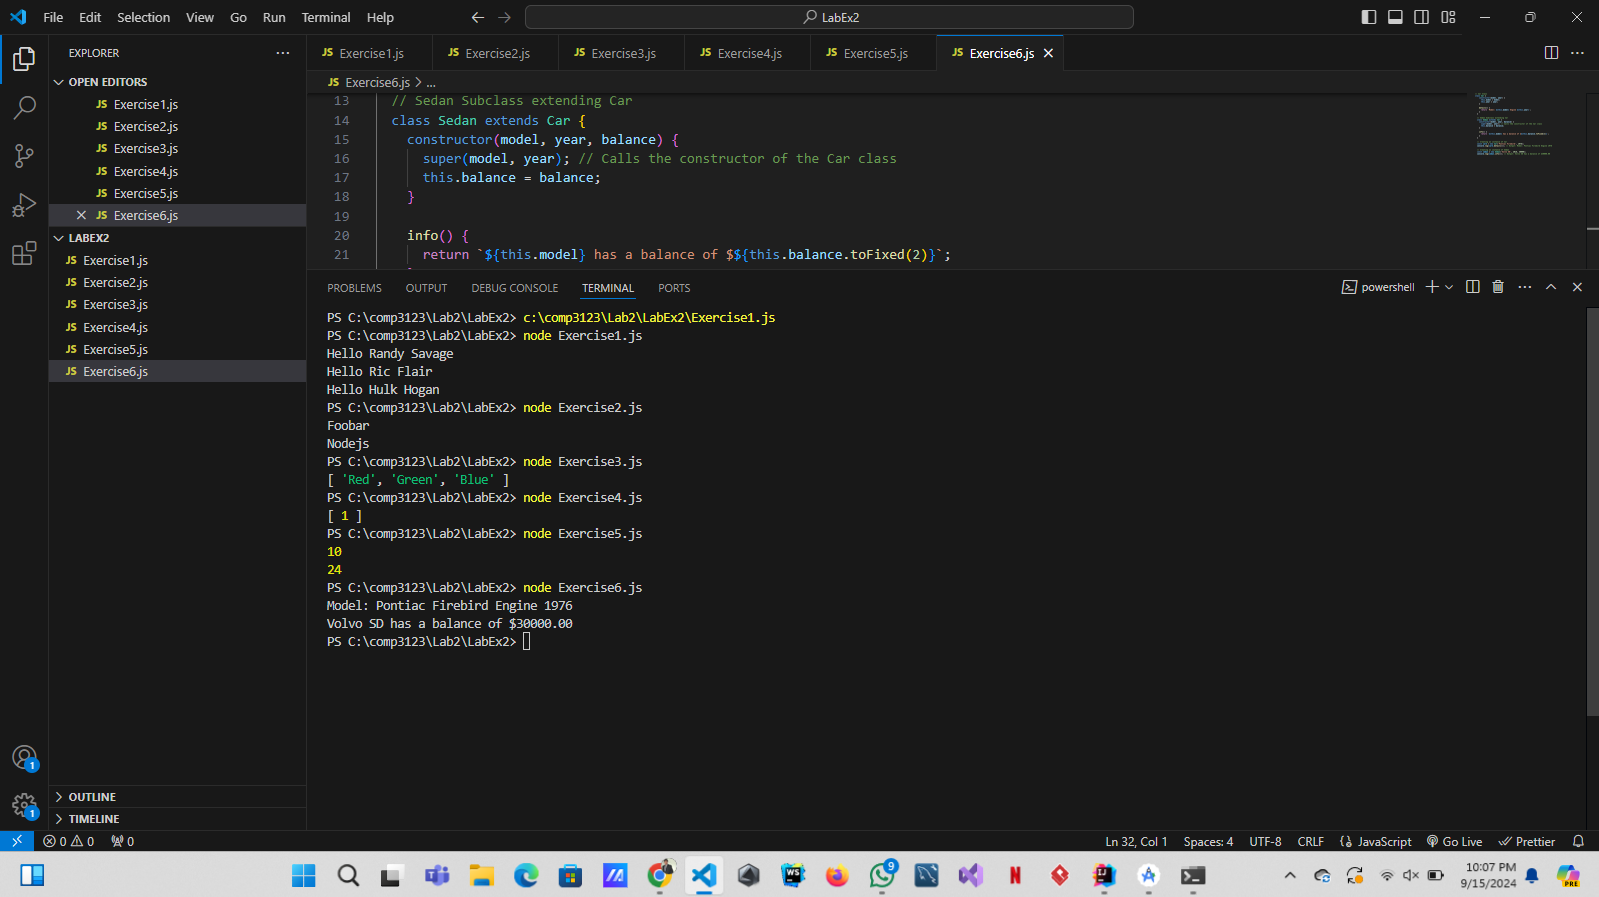 File Edit Selection View Go Run Terminal Help
LabEx2
EXPLORER
OPEN EDITORS
JS Exercise1.js
JS Exercise2.js
JS Exercise3.js
JS Exercise4.js
JS Exercise5.js
JS Exercise6.js
LABEX2
JS Exercise1.js
JS Exercise2.js
JS Exercise3.js
JS Exercise4.js
JS Exercise5.js
JS Exercise6.js
OUTLINE
TIMELINE
JS Exercise1.js JS Exercise2.js JS Exercise3.js JS Exercise4.js JS Exercise5.js JS Exercise6.js
JS Exercise6.js > ...
13 // Sedan Subclass extending Car
14 class Sedan extends Car {
15 constructor(model, year, balance) {
16 super(model, year); // Calls the constructor of the Car class
17 this.balance = balance;
18 }
19
20 info() {
21 return `${this.model} has a balance of $${this.balance.toFixed(2)}`;
PROBLEMS OUTPUT DEBUG CONSOLE TERMINAL PORTS
powershell
PS C:\comp3123\Lab2\LabEx2> c:\comp3123\Lab2\LabEx2\Exercise1.js
PS C:\comp3123\Lab2\LabEx2> node Exercise1.js
Hello Randy Savage
Hello Ric Flair
Hello Hulk Hogan
PS C:\comp3123\Lab2\LabEx2> node Exercise2.js
Foobar
Nodejs
PS C:\comp3123\Lab2\LabEx2> node Exercise3.js
[ 'Red', 'Green', 'Blue' ]
PS C:\comp3123\Lab2\LabEx2> node Exercise4.js
[ 1 ]
PS C:\comp3123\Lab2\LabEx2> node Exercise5.js
10
24
PS C:\comp3123\Lab2\LabEx2> node Exercise6.js
Model: Pontiac Firebird Engine 1976
Volvo SD has a balance of $30000.00
PS C:\comp3123\Lab2\LabEx2>
1
1
0 0 0
Ln 32, Col 1 Spaces: 4 UTF-8 CRLF {} JavaScript Go Live Prettier
WS
N
9
10:07 PM
9/15/2024
PRE